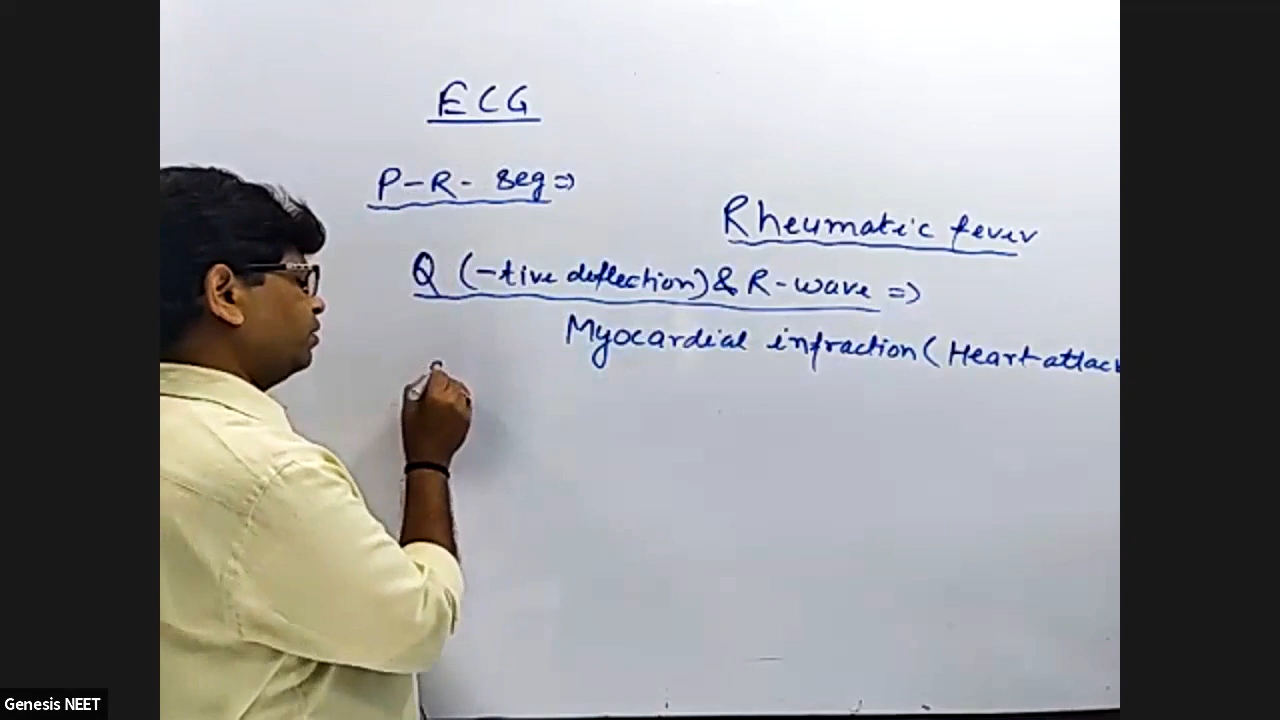 ECG
P-R- seg =>
Rheumatic fever
Q (-tive deflection) & R-wave =>
Myocardial infraction (Heart attack
Genesis NEET